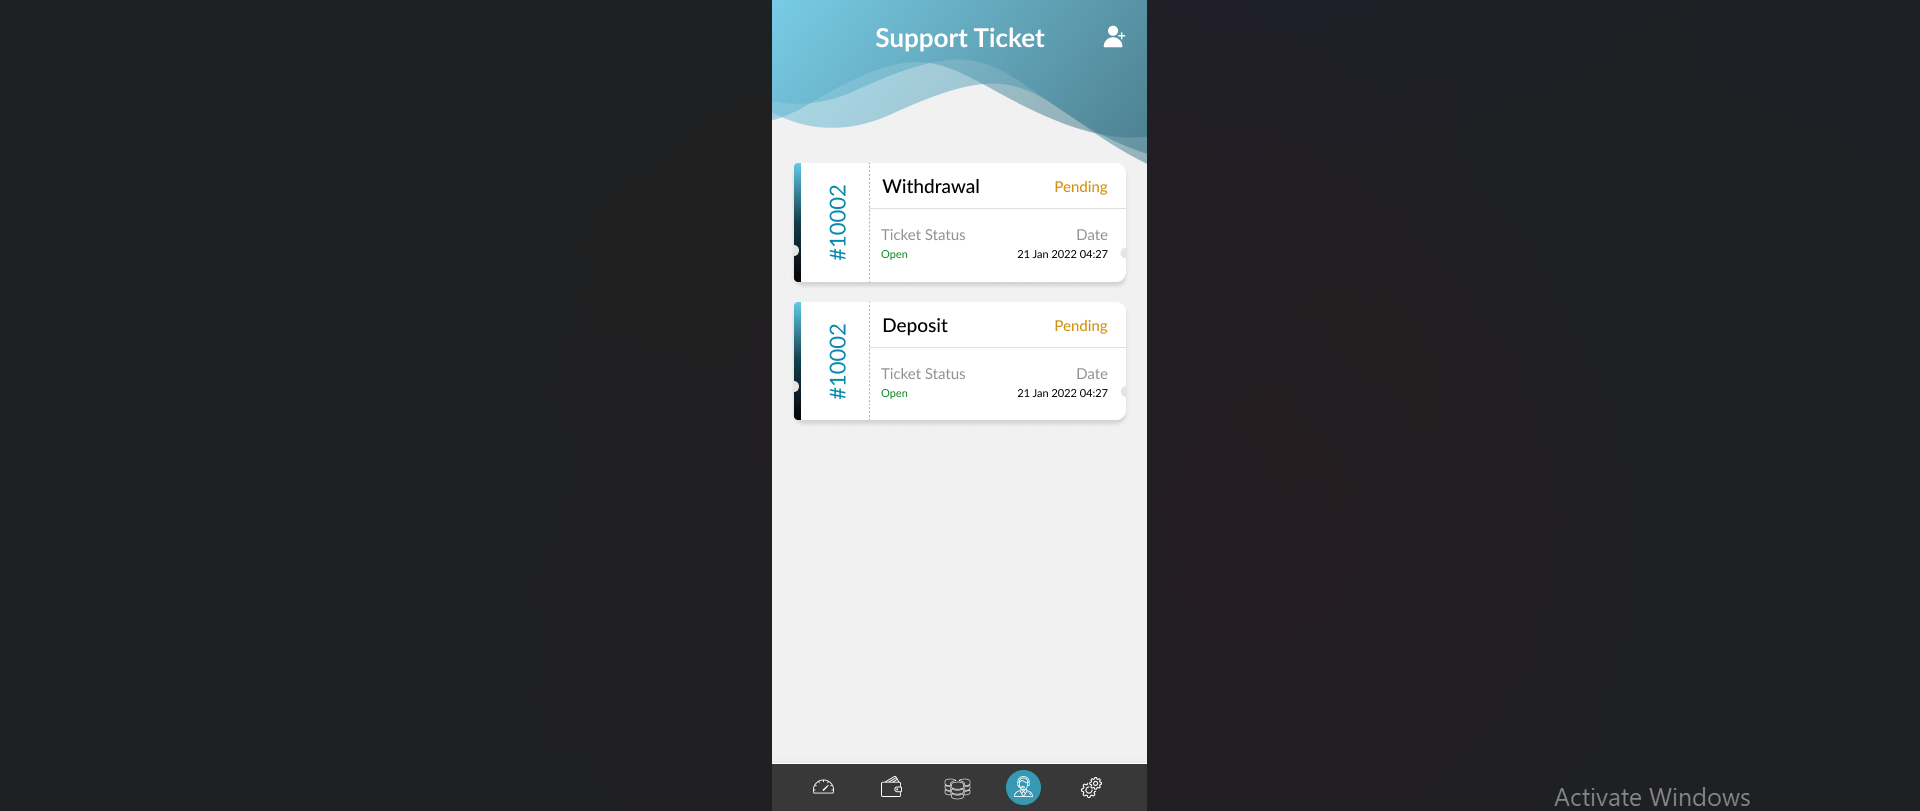 Support Ticket
#10002
Withdrawal
Pending
Ticket Status
Date
Open
21 Jan 2022 04:27
#10002
Deposit
Pending
Ticket Status
Date
Open
21 Jan 2022 04:27
Activate Windows